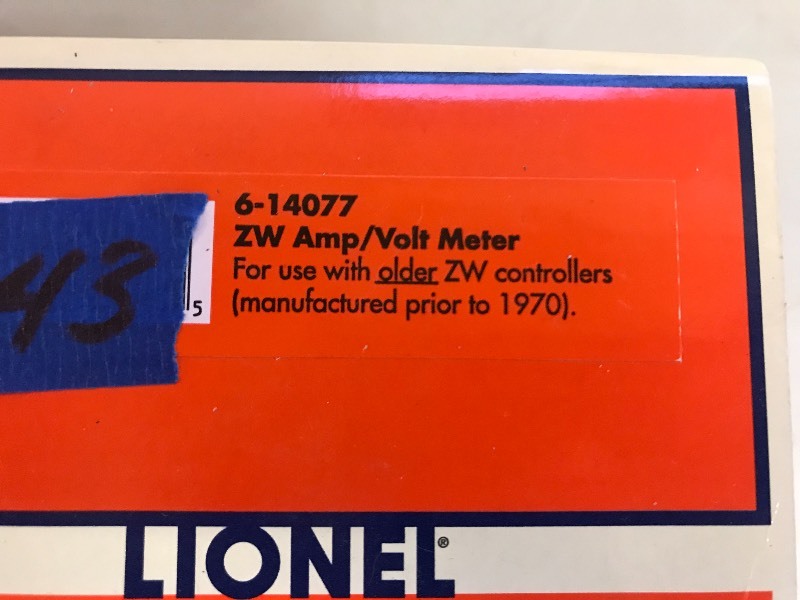 6-14077
ZW Amp/Volt Meter
For use with older ZW controllers
(manufactured prior to 1970).
43
5
LIONEL®